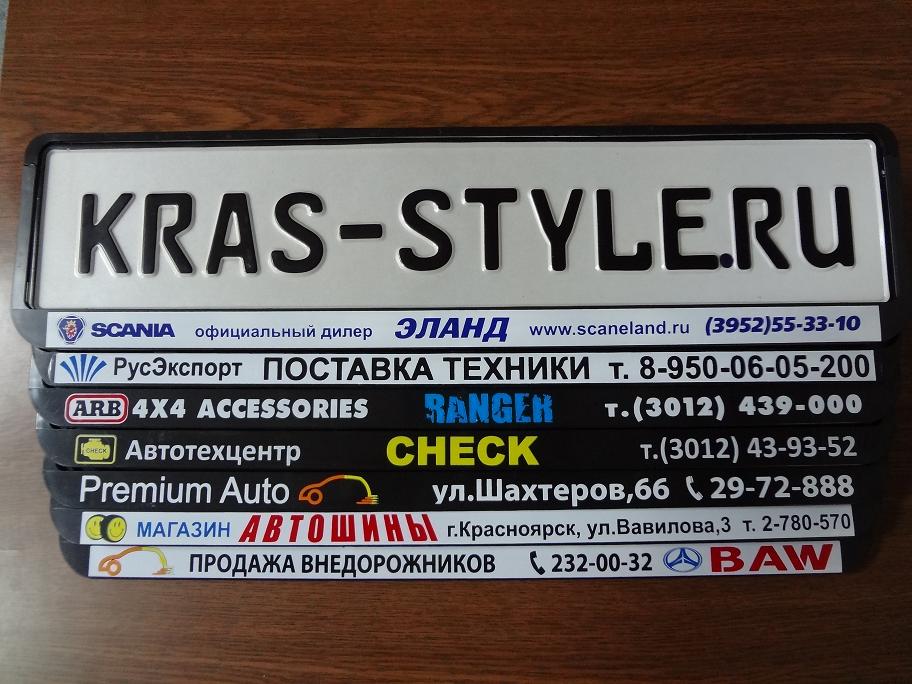 KRAS-STYLE.RU
SCANIA официальный дилер ЭЛАНД www.scaneland.ru (3952)55-33-10
РусЭкспорт ПОСТАВКА ТЕХНИКИ т. 8-950-06-05-200
ARB 4X4 ACCESSORIES RANGER т.(3012) 439-000
CHECK Автотехцентр CHECK т.(3012) 43-93-52
Premium Auto ул.Шахтеров,66 29-72-888
МАГАЗИН АВТОШИНЫ г.Красноярск, ул.Вавилова,3 т. 2-780-570
ПРОДАЖА ВНЕДОРОЖНИКОВ 232-00-32 BAW